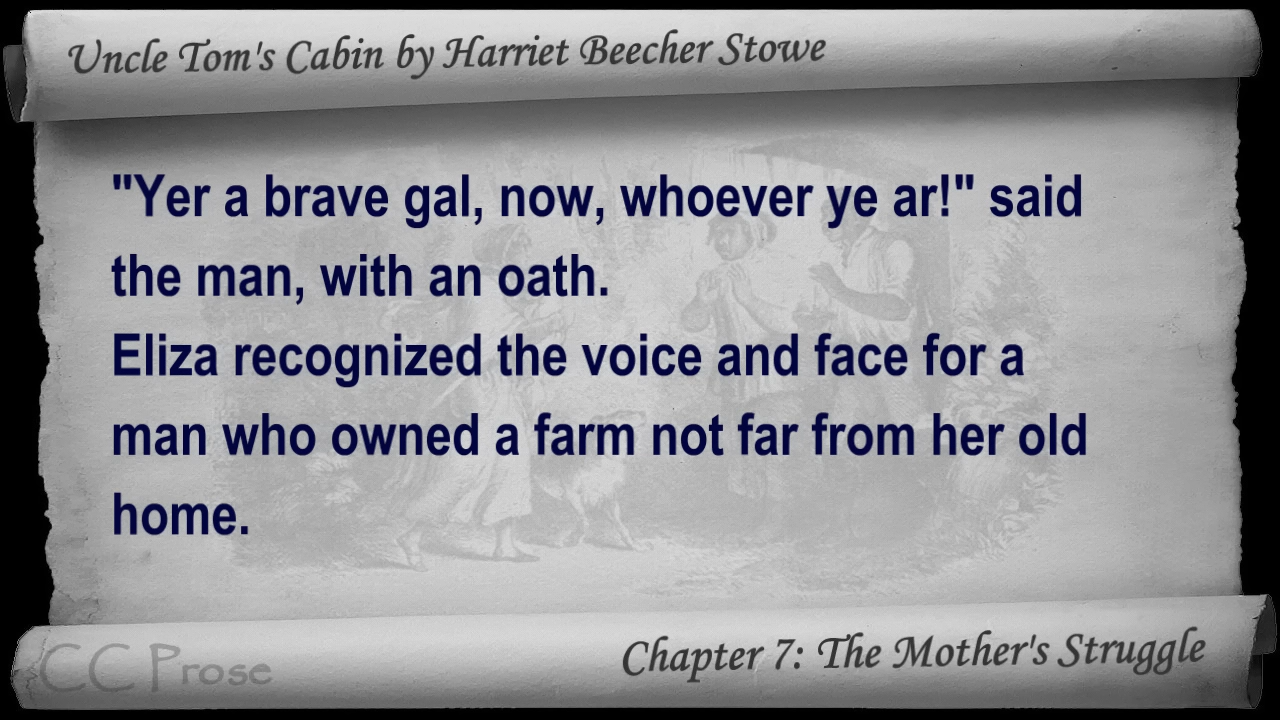 Uncle Tom's Cabin by Harriet Beecher Stowe
"Yer a brave gal, now, whoever ye ar!" said
the man, with an oath.
Eliza recognized the voice and face for a
man who owned a farm not far from her old
home.
CC Prose
Chapter 7: The Mother's Struggle